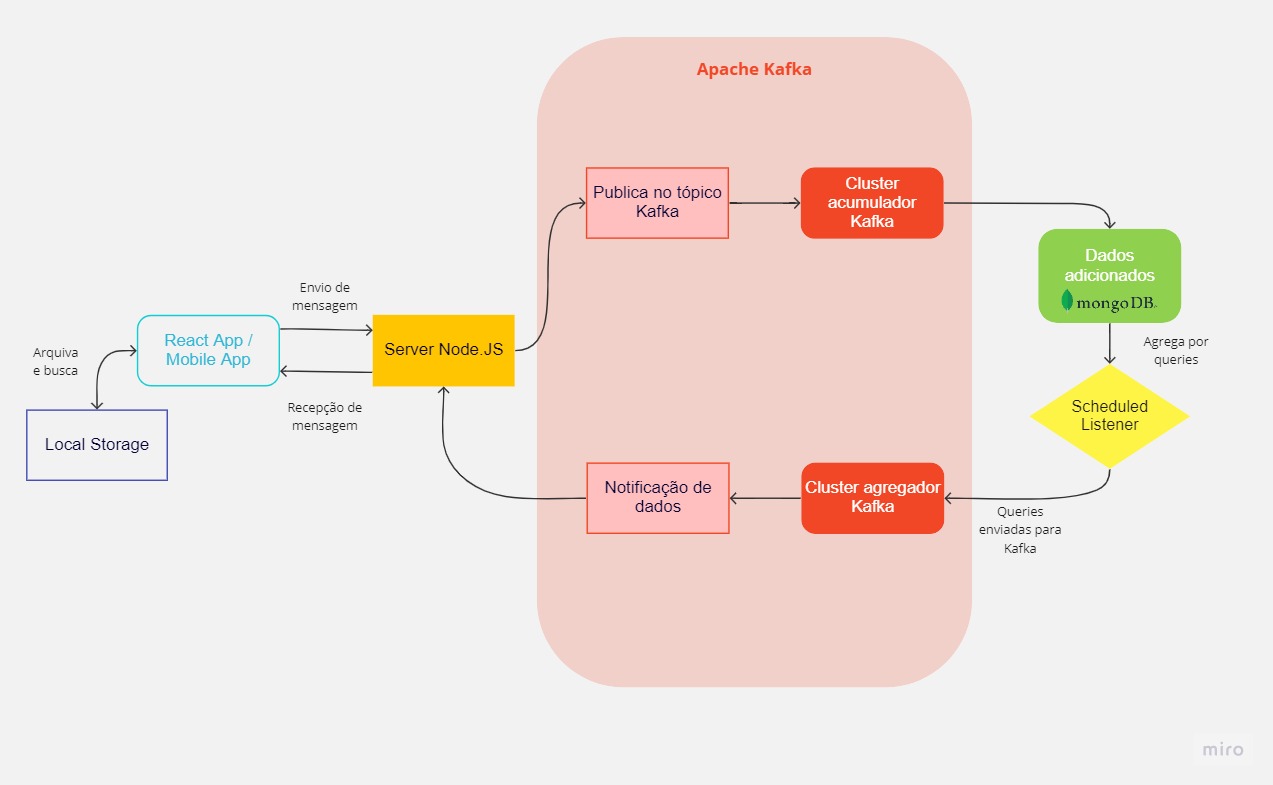 Apache Kafka
Publica no tópico
Kafka
Cluster
acumulador
Kafka
Dados
adicionados
mongoDB.
Envio de
mensagem
React App /
Mobile App
Server Node.JS
Arquiva
e busca
Agrega por
queries
Recepção de
mensagem
Scheduled
Listener
Local Storage
Notificação de
dados
Cluster agregador
Kafka
Queries
enviadas para
Kafka
miro